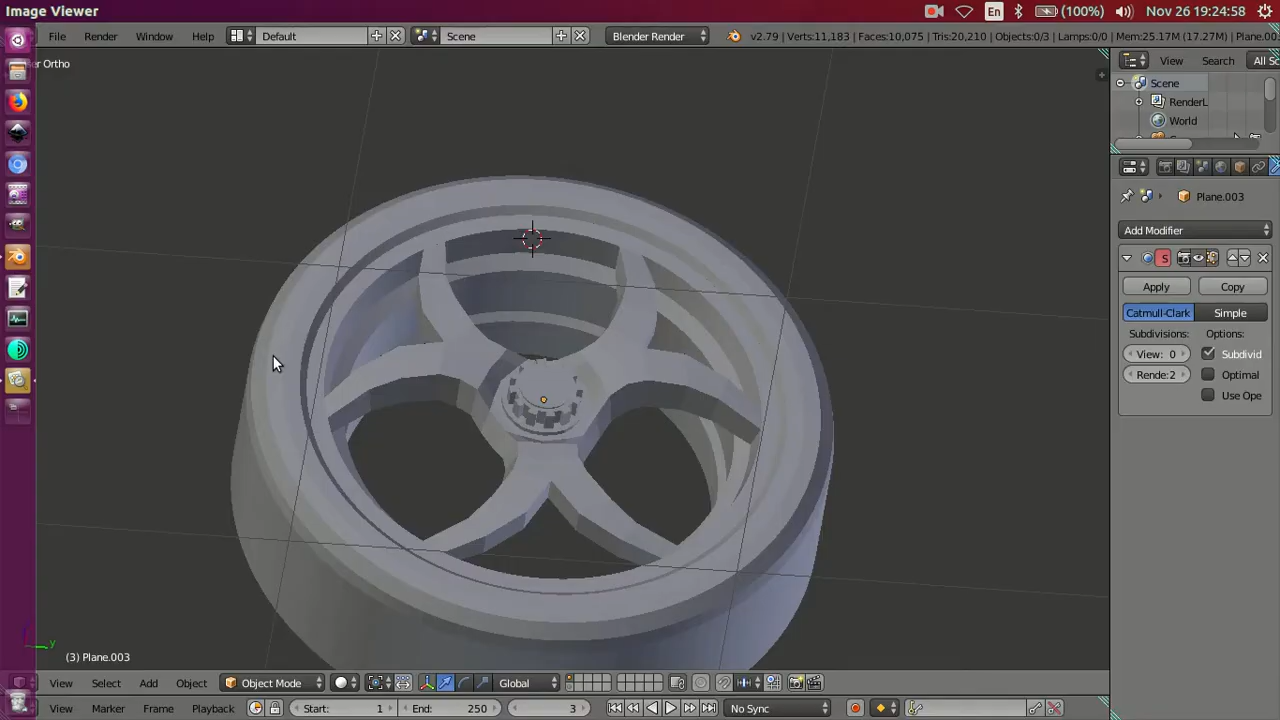 Image Viewer
En
(100%)
Nov 26 19:24:58
File
Render
Window
Help
Default
Scene
Blender Render
v2.79 | Verts:11,183 | Faces:10,075 | Tris:20,210 | Objects:0/3 | Lamps:0/0 | Mem:25.17M (17.27M) | Plane.00
er Ortho
View
Search
All Sc
Scene
RenderL
World
Plane.003
Add Modifier
S
Apply
Copy
Catmull-Clark
Simple
Subdivisions:
Options:
View: 0
Subdivid
Rende: 2
Optimal
Use Ope
y
(3) Plane.003
View
Select
Add
Object
Object Mode
Global
View
Marker
Frame
Playback
Start: 1
End: 250
3
No Sync